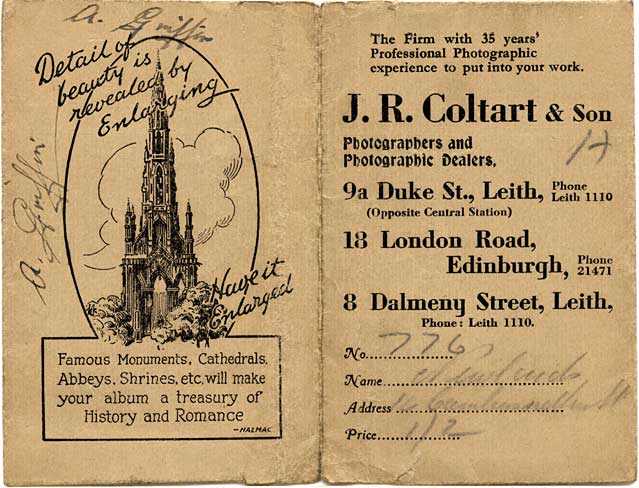 A. Griffin
Detail of
beauty is
revealed by
Enlarging
A. Griffin
Have it
Enlarged
Famous Monuments, Cathedrals,
Abbeys, Shrines, etc. will make
your album a treasury of
History and Romance
—HALMAC
The Firm with 35 years'
Professional Photographic
experience to put into your work.
J. R. Coltart & Son
Photographers and
Photographic Dealers,
H
9a Duke St., Leith, Phone Leith 1110
(Opposite Central Station)
18 London Road,
Edinburgh, Phone 21471
8 Dalmeny Street, Leith,
Phone: Leith 1110.
No. 776
Name
Address
Price 1/2